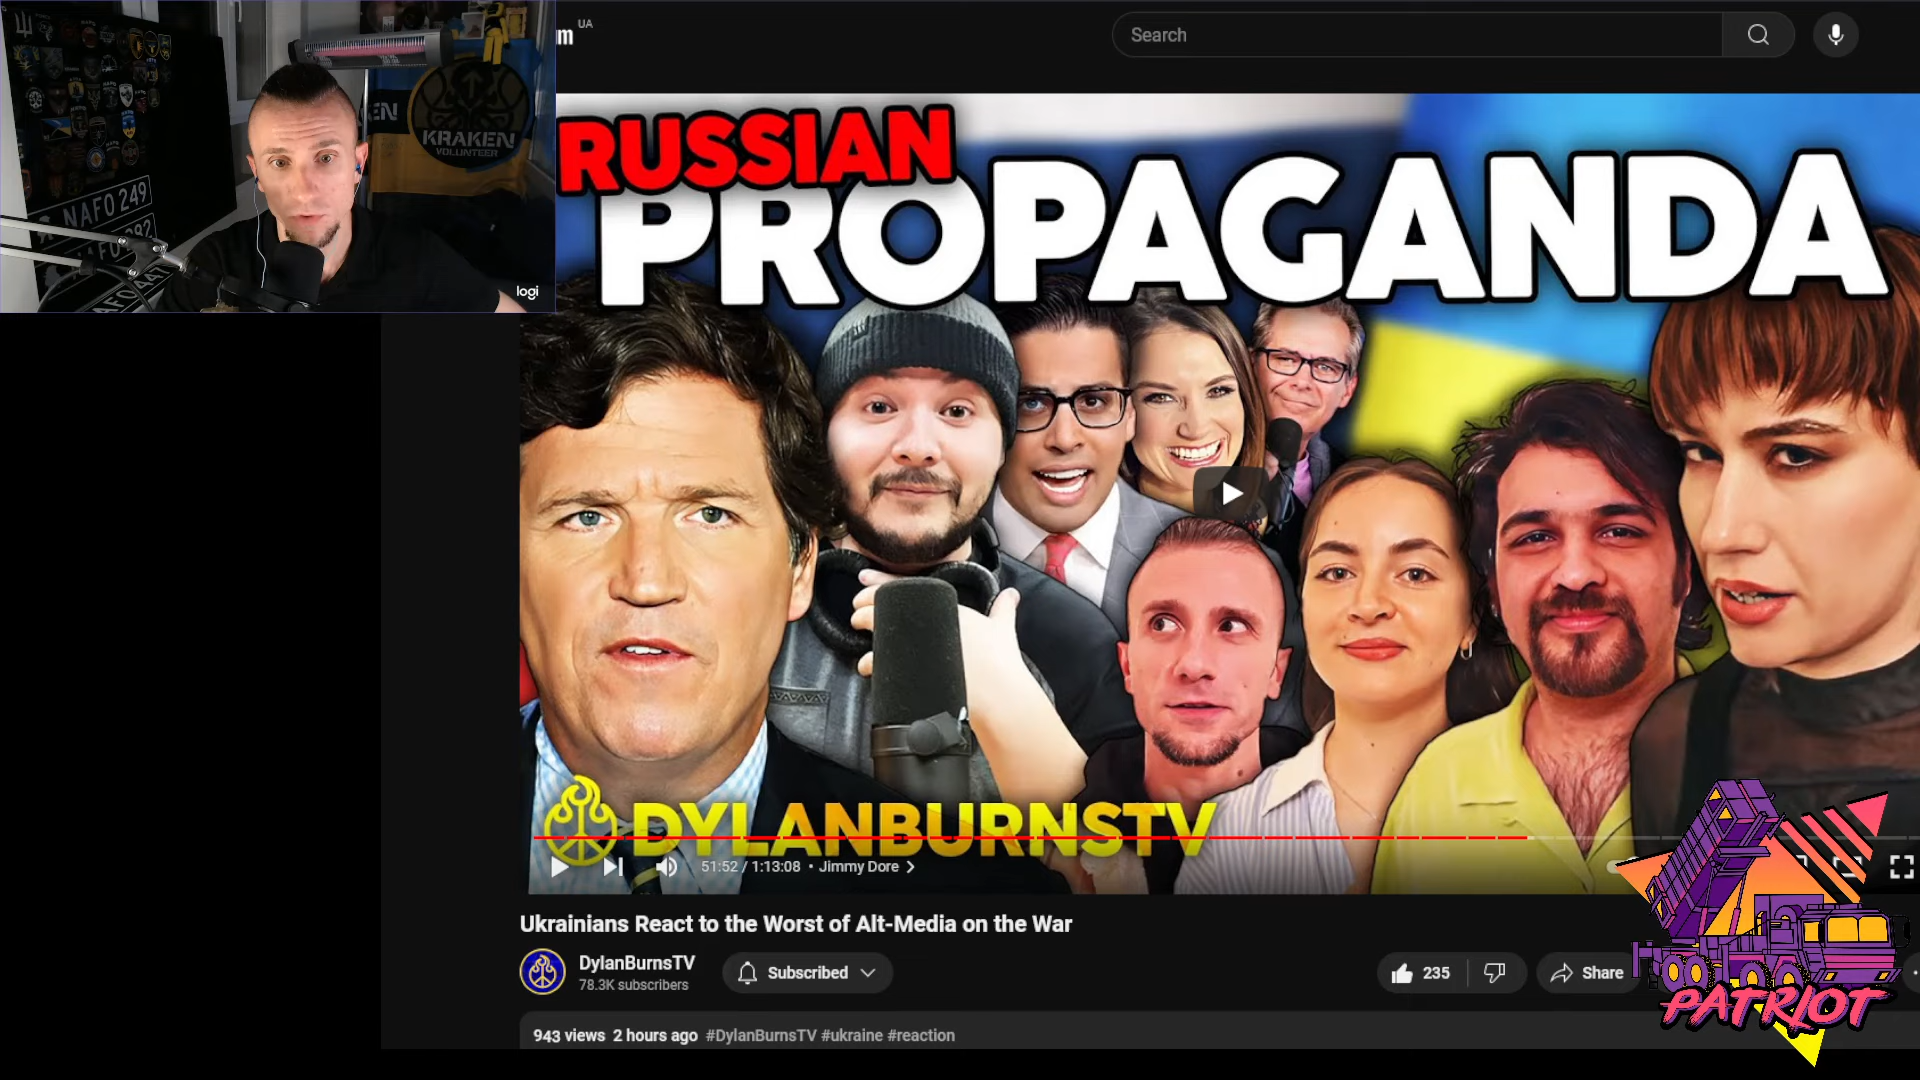 m UA
Search
KEN
KRAKEN
VOLUNTEER
NAFO 249
logi
RUSSIAN
PROPAGANDA
DYLANBURNSTV
51:52 / 1:13:08 • Jimmy Dore >
Ukrainians React to the Worst of Alt-Media on the War
DylanBurnsTV
78.3K subscribers
Subscribed
235
Share
943 views 2 hours ago #DylanBurnsTV #ukraine #reaction
PATRIOT